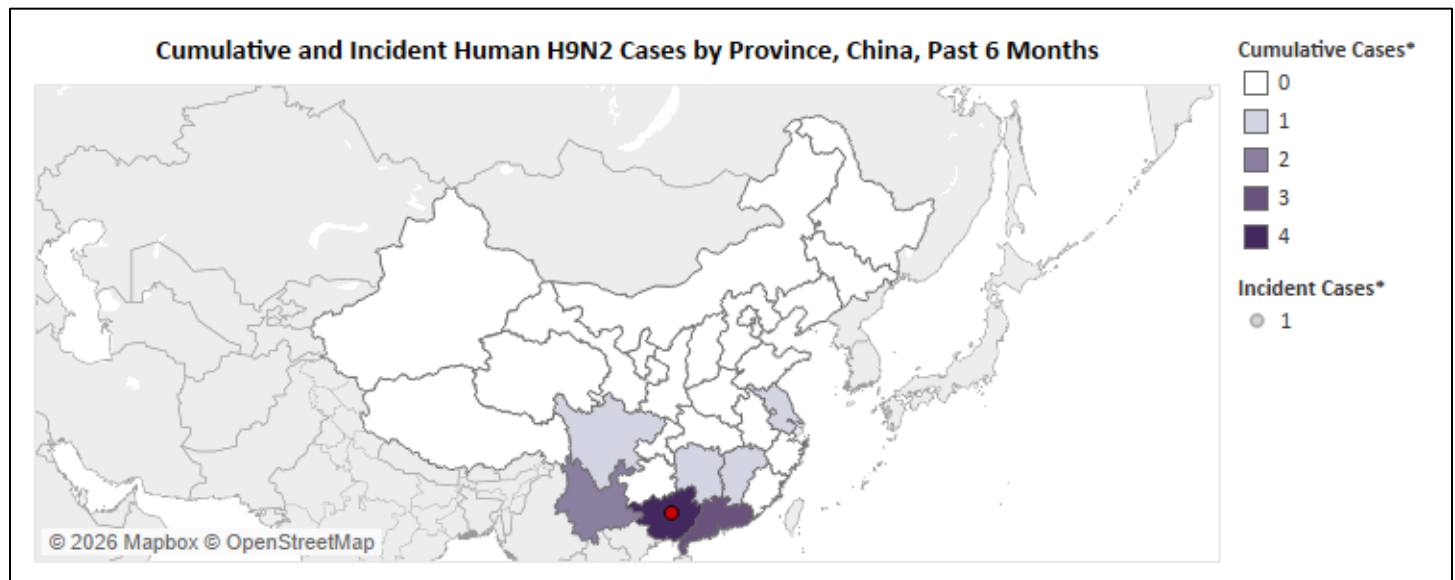 Cumulative and Incident Human H9N2 Cases by Province, China, Past 6 Months
Cumulative Cases*
0
1
2
3
4
Incident Cases*
1
© 2026 Mapbox © OpenStreetMap